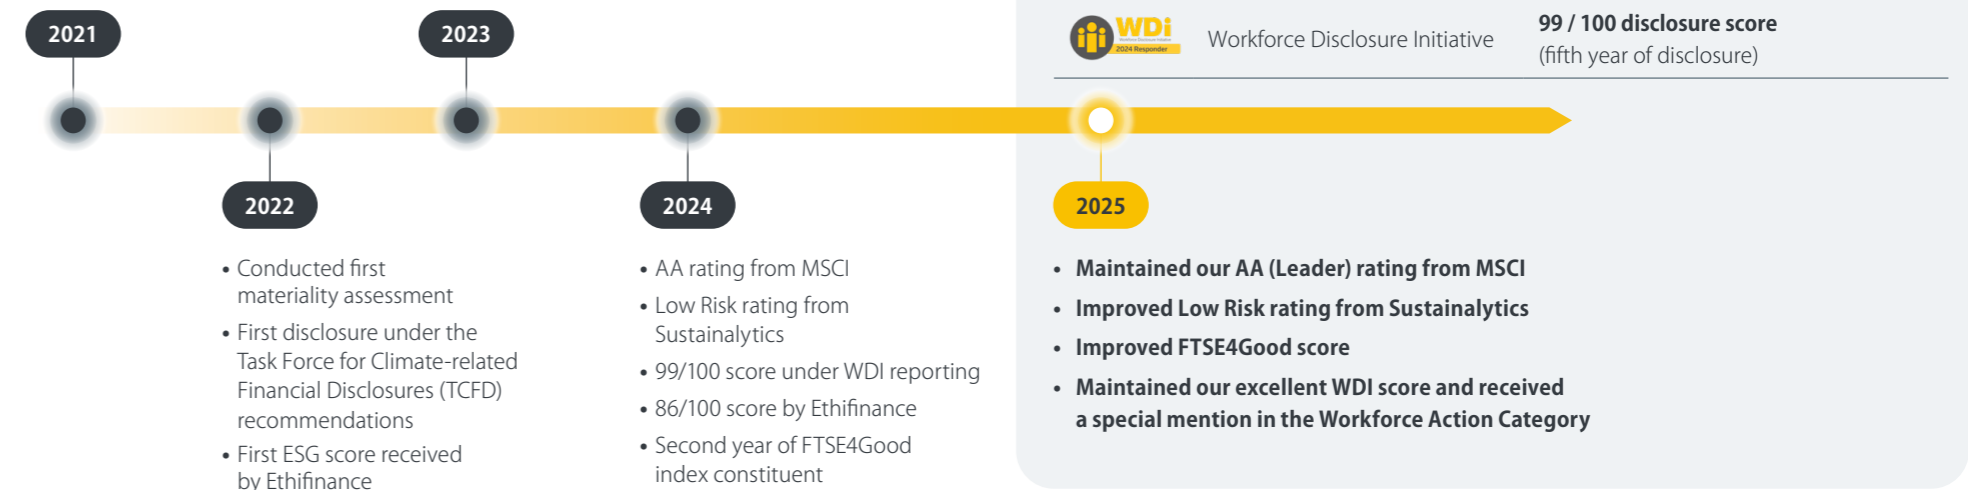 2021
2023
WDi
Workforce Disclosure Initiative
2024 Responder
Workforce Disclosure Initiative
99 / 100 disclosure score
(fifth year of disclosure)
2022
• Conducted first
materiality assessment
• First disclosure under the
Task Force for Climate-related
Financial Disclosures (TCFD)
recommendations
• First ESG score received
by Ethifinance
2024
• AA rating from MSCI
• Low Risk rating from
Sustainalytics
• 99/100 score under WDI reporting
• 86/100 score by Ethifinance
• Second year of FTSE4Good
index constituent
2025
• Maintained our AA (Leader) rating from MSCI
• Improved Low Risk rating from Sustainalytics
• Improved FTSE4Good score
• Maintained our excellent WDI score and received
a special mention in the Workforce Action Category